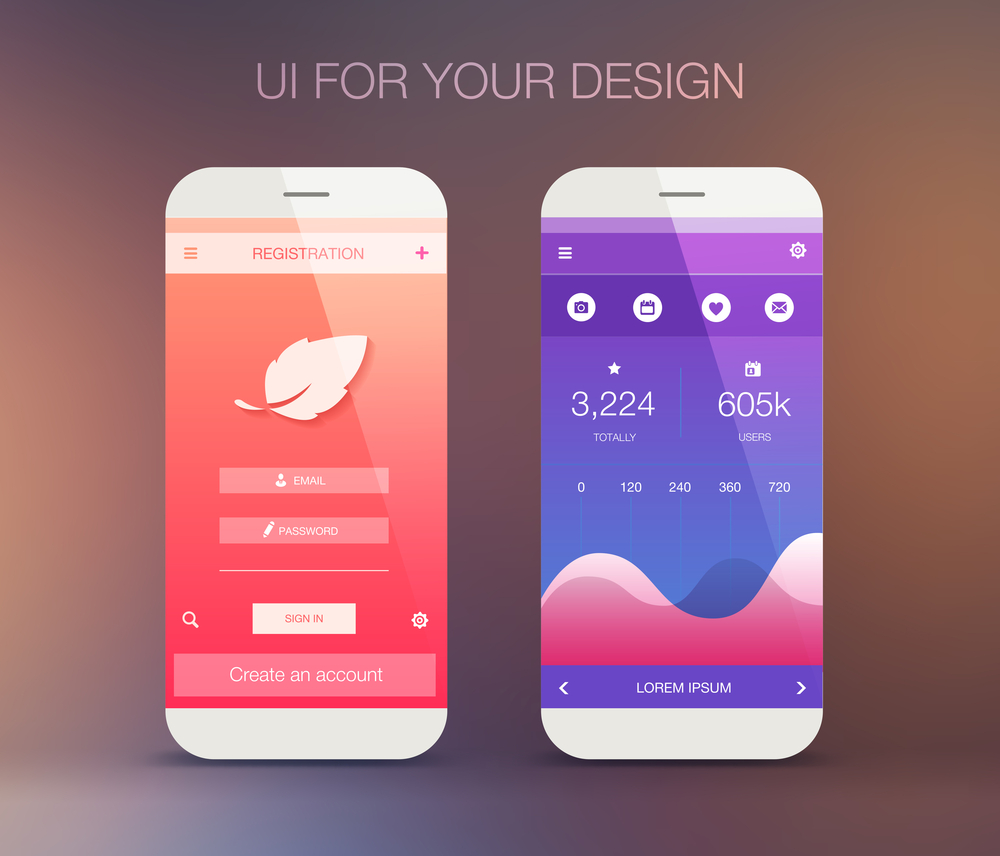 UI FOR YOUR DESIGN
REGISTRATION
EMAIL
PASSWORD
SIGN IN
Create an account
3,224
TOTALLY
605k
USERS
0 120 240 360 720
LOREM IPSUM